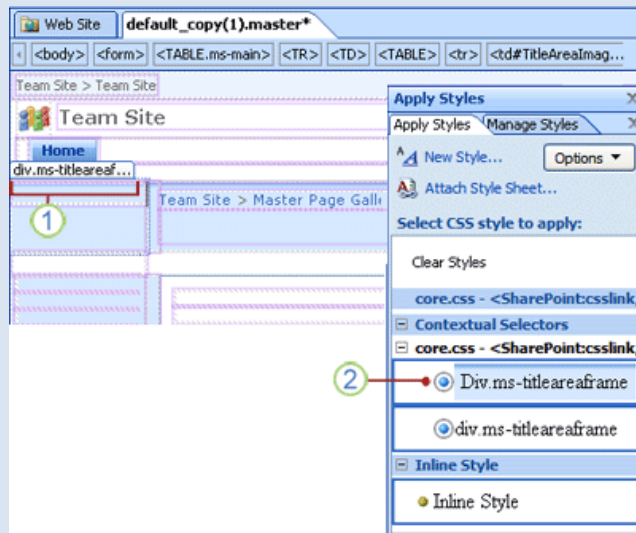 Web Site default_copy(1).master*
<body> <form> <TABLE.ms-main> <TR> <TD> <TABLE> <tr> <td#TitleAreaImag...
Team Site > Team Site
Team Site
Home
div.ms-titleareaf...
1
Team Site > Master Page Gall
Apply Styles
Apply Styles Manage Styles
New Style... Options
Attach Style Sheet...
Select CSS style to apply:
Clear Styles
core.css - <SharePoint:csslink
Contextual Selectors
core.css - <SharePoint:csslink
2 Div.ms-titleareaframe
div.ms-titleareaframe
Inline Style
Inline Style